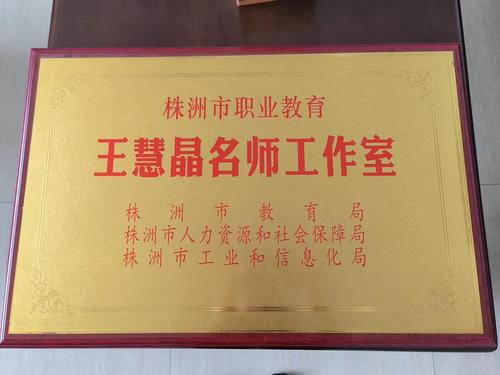 株洲市职业教育
王慧晶名师工作室
株洲市教育局
株洲市人力资源和社会保障局
株洲市工业和信息化局